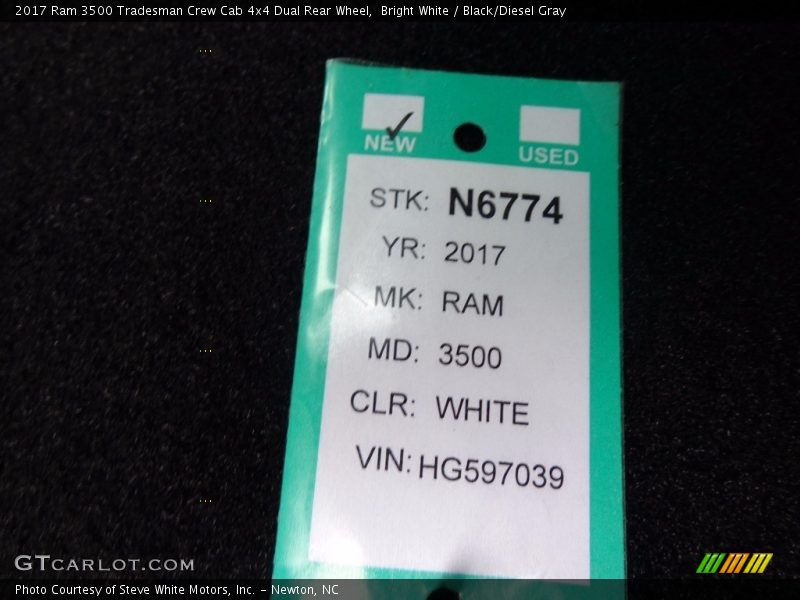 2017 Ram 3500 Tradesman Crew Cab 4x4 Dual Rear Wheel,  Bright White / Black/Diesel Gray
NEW
USED
STK: N6774
YR: 2017
MK: RAM
MD: 3500
CLR: WHITE
VIN: HG597039
GTCARLOT.COM
Photo Courtesy of Steve White Motors, Inc. – Newton, NC